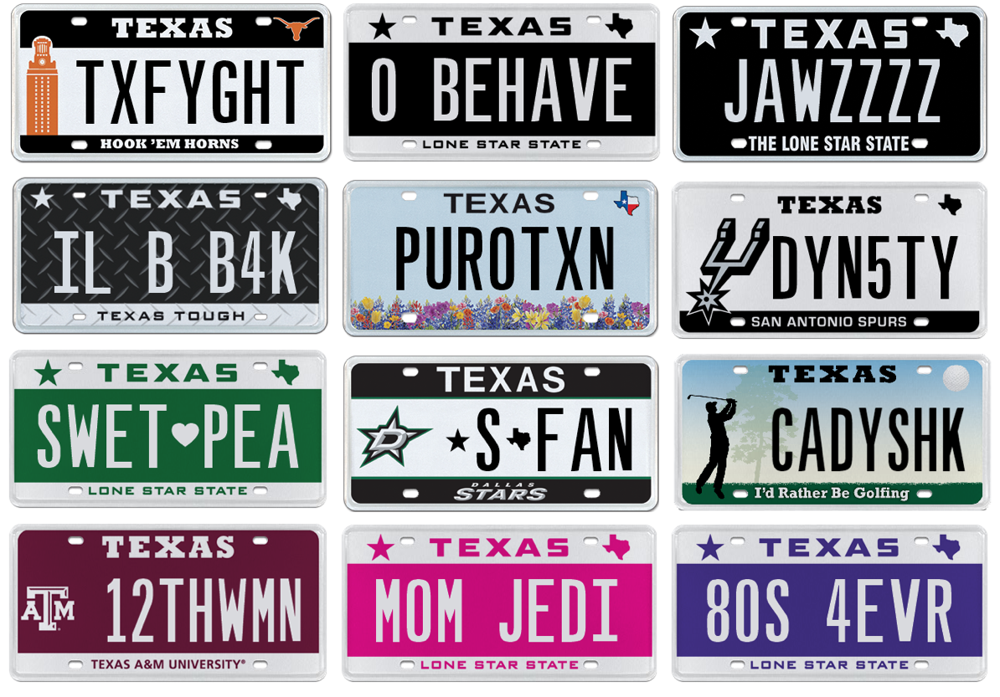 TEXAS
TXFYGHT
HOOK 'EM HORNS
TEXAS
O BEHAVE
LONE STAR STATE
TEXAS
JAWZZZZ
THE LONE STAR STATE
TEXAS
IL B B4K
TEXAS TOUGH
TEXAS
PUROTXN
TEXAS
DYN5TY
SAN ANTONIO SPURS
TEXAS
SWET♥PEA
LONE STAR STATE
TEXAS
D
★S FAN
DALLAS
STARS
TEXAS
CADYSHK
I'd Rather Be Golfing
TEXAS
ATM
12THWMN
TEXAS A&M UNIVERSITY®
TEXAS
MOM JEDI
LONE STAR STATE
TEXAS
80S 4EVR
LONE STAR STATE